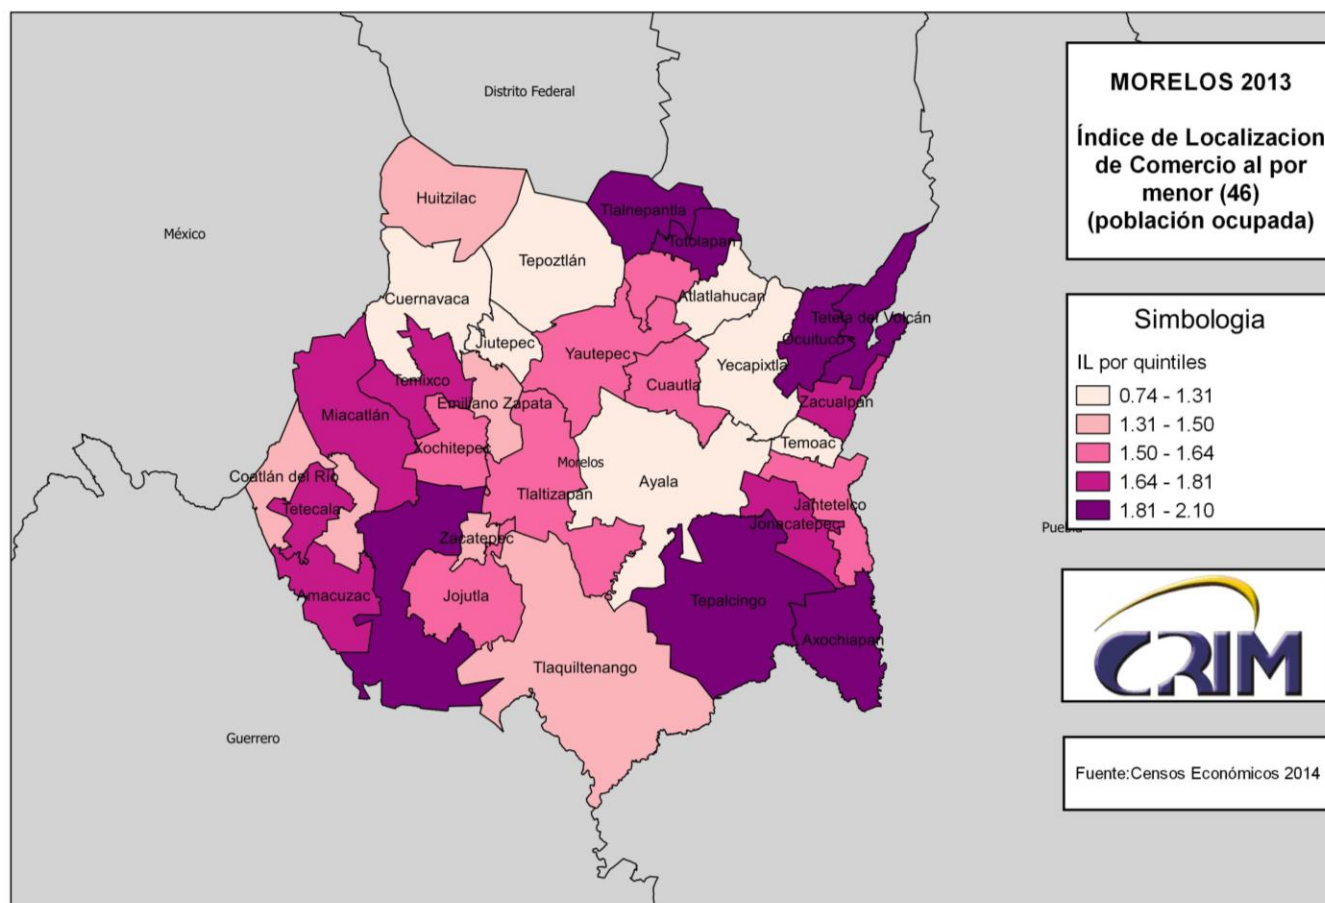 MORELOS 2013
Índice de Localizacion
de Comercio al por
menor (46)
(población ocupada)
Simbologia
IL por quintiles
0.74 - 1.31
1.31 - 1.50
1.50 - 1.64
1.64 - 1.81
1.81 - 2.10
CRIM
Fuente:Censos Económicos 2014
Distrito Federal
México
Huitzilac
Tlalnepantla
Totolapan
Tepoztlán
Cuernavaca
Atlatlahucan
Tetela del Volcán
Ocuituco
Jiutepec
Yautepec
Yecapixtla
Cuautla
Temixco
Zacualpán
Emiliano Zapata
Miacatlán
Xochitepec
Temoac
Morelos
Coatlán del Río
Ayala
Tlaltizapán
Tetecala
Jantetelco
Jonacatepec
Puebla
Zacatepec
Amacuzac
Jojutla
Tepalcingo
Axochiapan
Tlaquiltenango
Guerrero